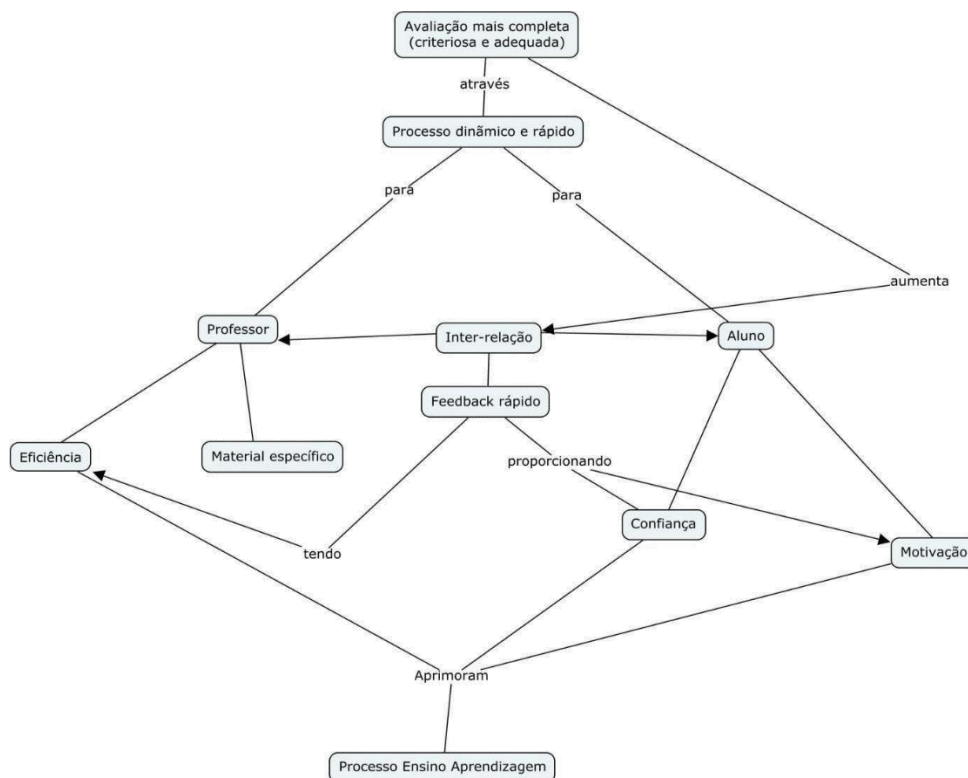 Avaliação mais completa
(criteriosa e adequada)
através
Processo dinãmico e rápido
para
para
aumenta
Professor
Inter-relação
Aluno
Feedback rápido
Eficiência
Material específico
proporcionando
Confiança
tendo
Motivação
Aprimoram
Processo Ensino Aprendizagem